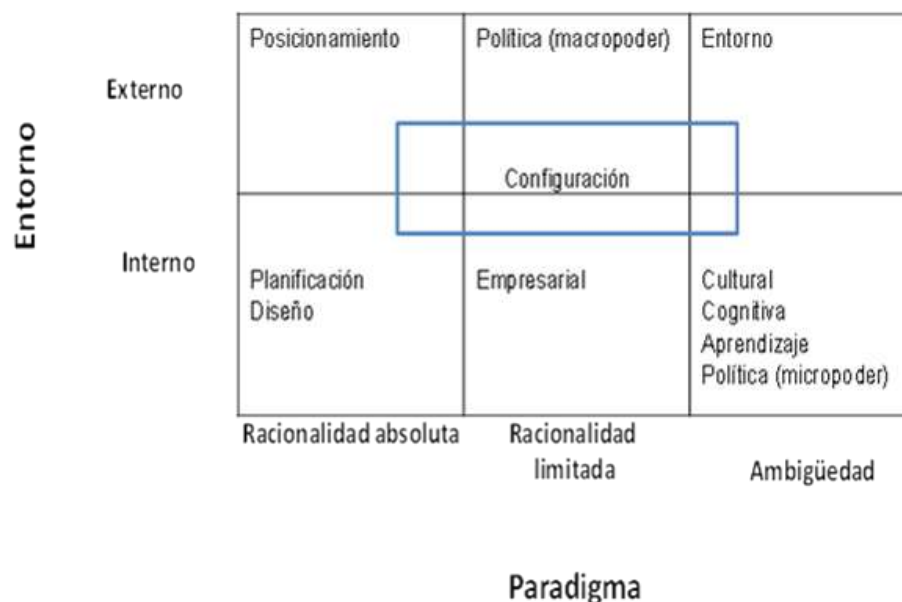 Posicionamiento
Política (macropoder)
Entorno
Externo
Entorno
Configuración
Interno
Planificación
Diseño
Empresarial
Cultural
Cognitiva
Aprendizaje
Política (micropoder)
Racionalidad absoluta
Racionalidad
limitada
Ambigüedad
Paradigma